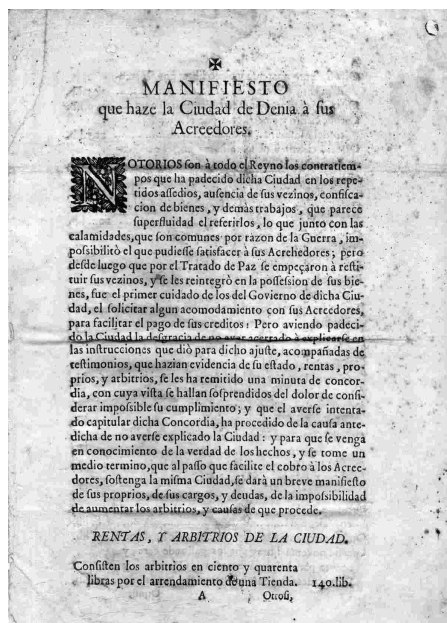 MANIFIESTO
que haze la Ciudad de Denia à sus
Acreedores.
NOTORIOS son à todo el Reyno los contratiem-
pos que ha padecido dicha Ciudad en los repe-
tidos assedios, ausencia de sus vezinos, confisca-
cion de bienes, y demàs trabajos, que parece
superfluidad el referirlos, lo que junto con las
calamidades, que son comunes por razon de la Guerra, im-
possibilitò el que pudiesse satisfacer à sus Acrehedores; pero
desde luego que por el Tratado de Paz se empeçaron à resti-
tuir sus vezinos, y se les reintegrò en la possession de sus bie-
nes, fue el primer cuidado de los del Govierno de dicha Ciu-
dad, el solicitar algun acomodamiento con sus Acreedores,
para facilitar el pago de sus creditos: Pero aviendo padeci-
do la Ciudad la desgracia de no aver acertado à explicarse en
las instrucciones que diò para dicho ajuste, acompañadas de
testimonios, que hazian evidencia de su estado, rentas, pro-
prios, y arbitrios, se les ha remitido una minuta de concor-
dia, con cuya vista se hallan sosprendidos del dolor de consi-
derar impossible su cumplimiento; y que el averse intenta-
do capitular dicha Concordia, ha procedido de la causa ante-
dicha de no averse explicado la Ciudad: y para que se venga
en conocimiento de la verdad de los hechos, y se tome un
medio termino, que al passo que facilite el cobro à los Acree-
dores, sostenga la misma Ciudad, se darà un breve manifiesto
de sus proprios, de sus cargos, y deudas, de la impossibilidad
de aumentar los arbitrios, y causas de que procede.
RENTAS, Y ARBITRIOS DE LA CIUDAD.
Consisten los arbitrios en ciento y quarenta
libras por el arrendamiento de una Tienda. 140.lib.
A Otrosi,